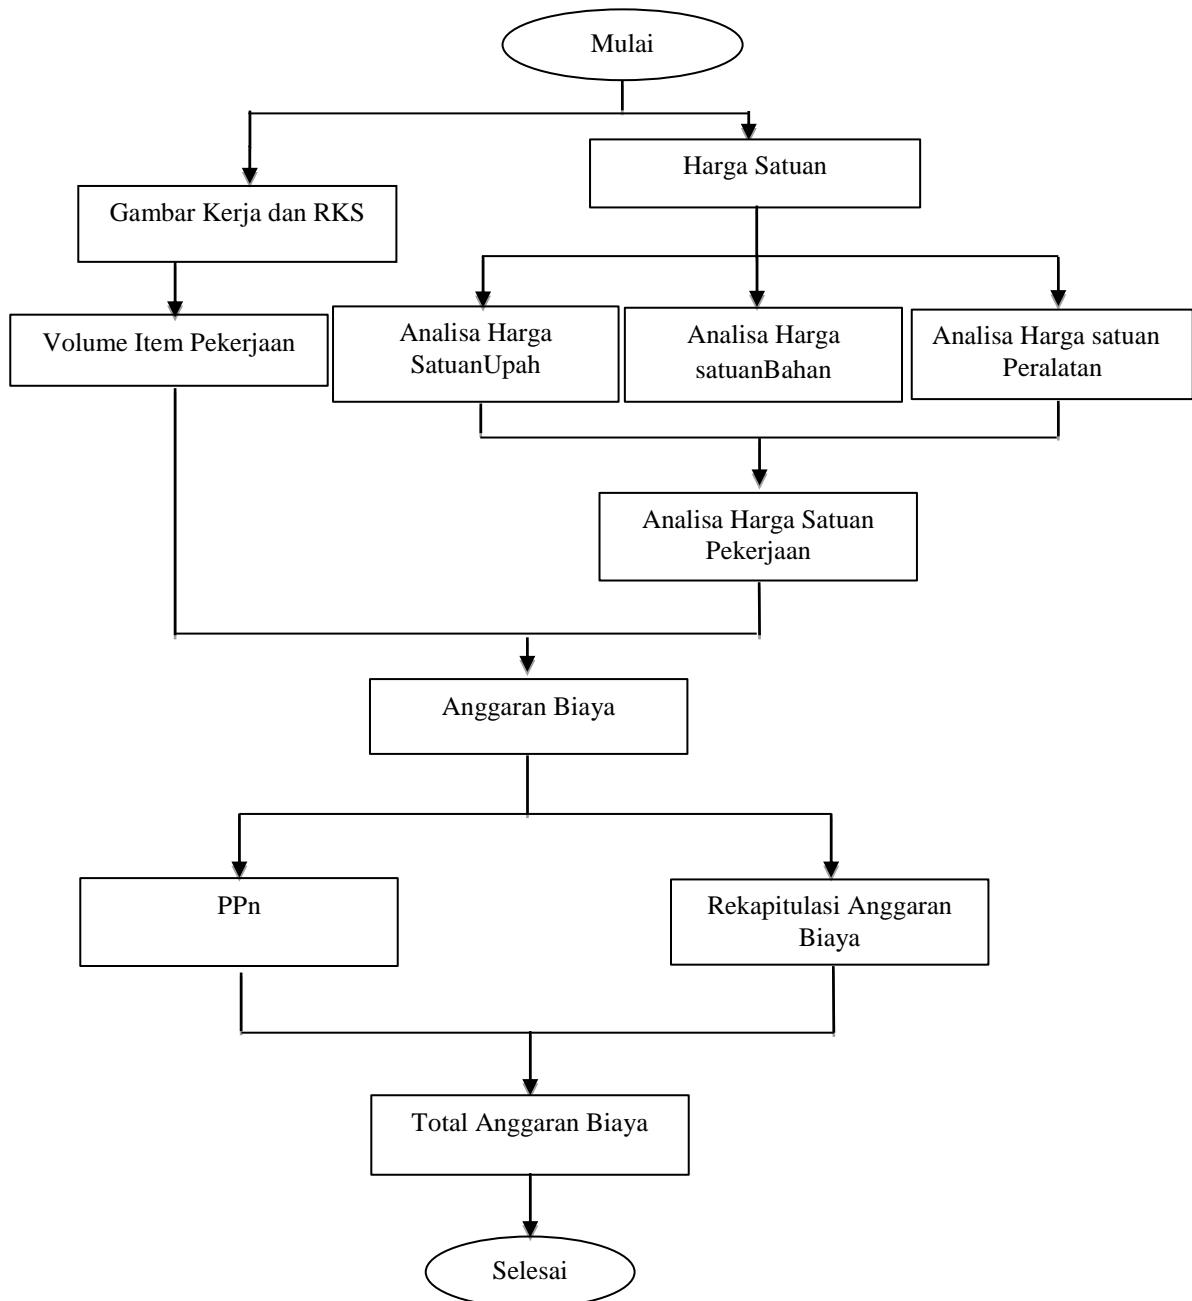 Mulai
Harga Satuan
Gambar Kerja dan RKS
Volume Item Pekerjaan
Analisa Harga
SatuanUpah
Analisa Harga
satuanBahan
Analisa Harga satuan
Peralatan
Analisa Harga Satuan
Pekerjaan
Anggaran Biaya
PPn
Rekapitulasi Anggaran
Biaya
Total Anggaran Biaya
Selesai